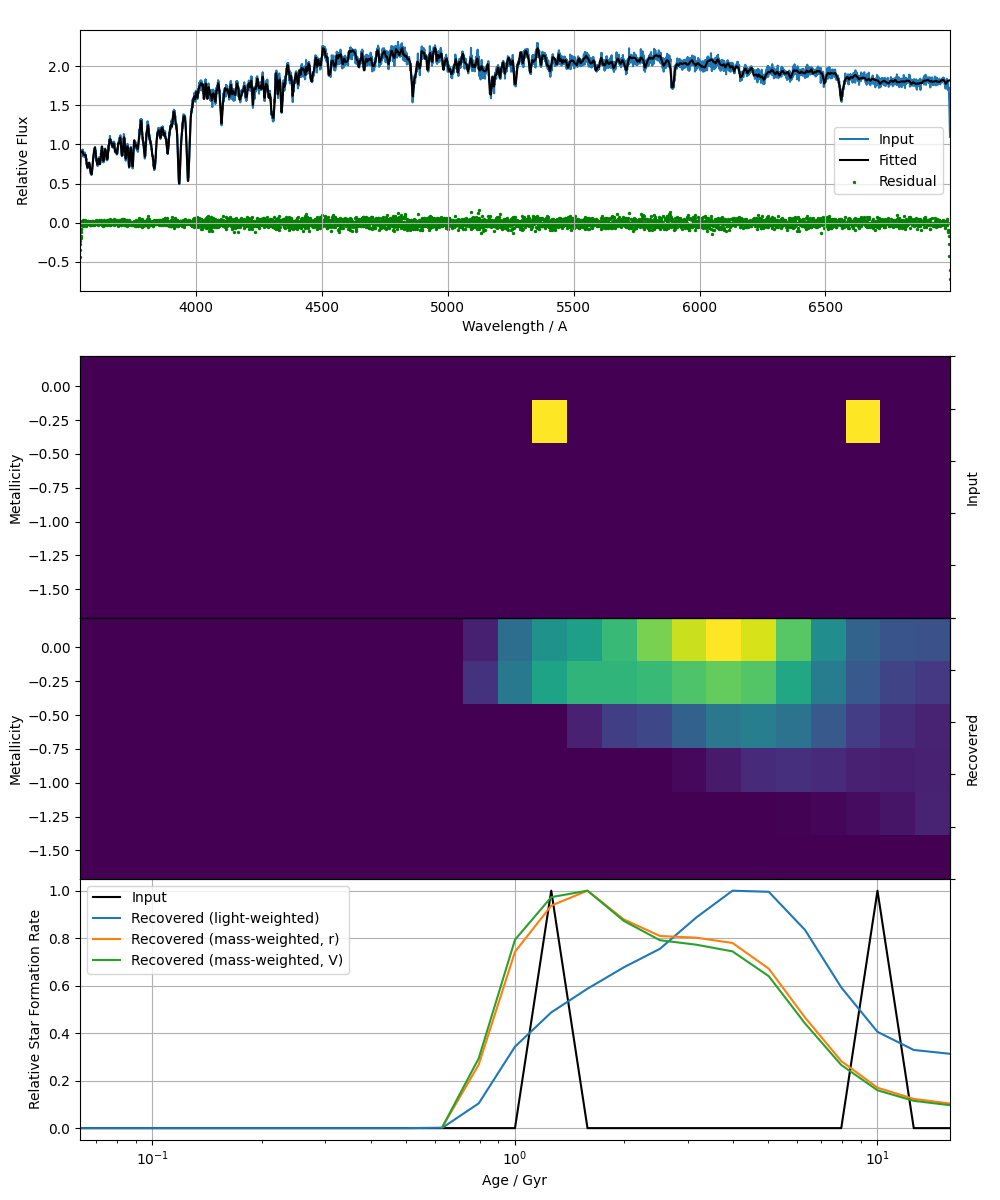 2.0
1.5
1.0
0.5
0.0
−0.5
Relative Flux
Input
Fitted
Residual
4000 4500 5000 5500 6000 6500
Wavelength / A
0.00
−0.25
−0.50
−0.75
−1.00
−1.25
−1.50
Metallicity
Input
0.00
−0.25
−0.50
−0.75
−1.00
−1.25
−1.50
Metallicity
Recovered
1.0
0.8
0.6
0.4
0.2
0.0
Relative Star Formation Rate
Input
Recovered (light-weighted)
Recovered (mass-weighted, r)
Recovered (mass-weighted, V)
10⁻¹ 10⁰ 10¹
Age / Gyr